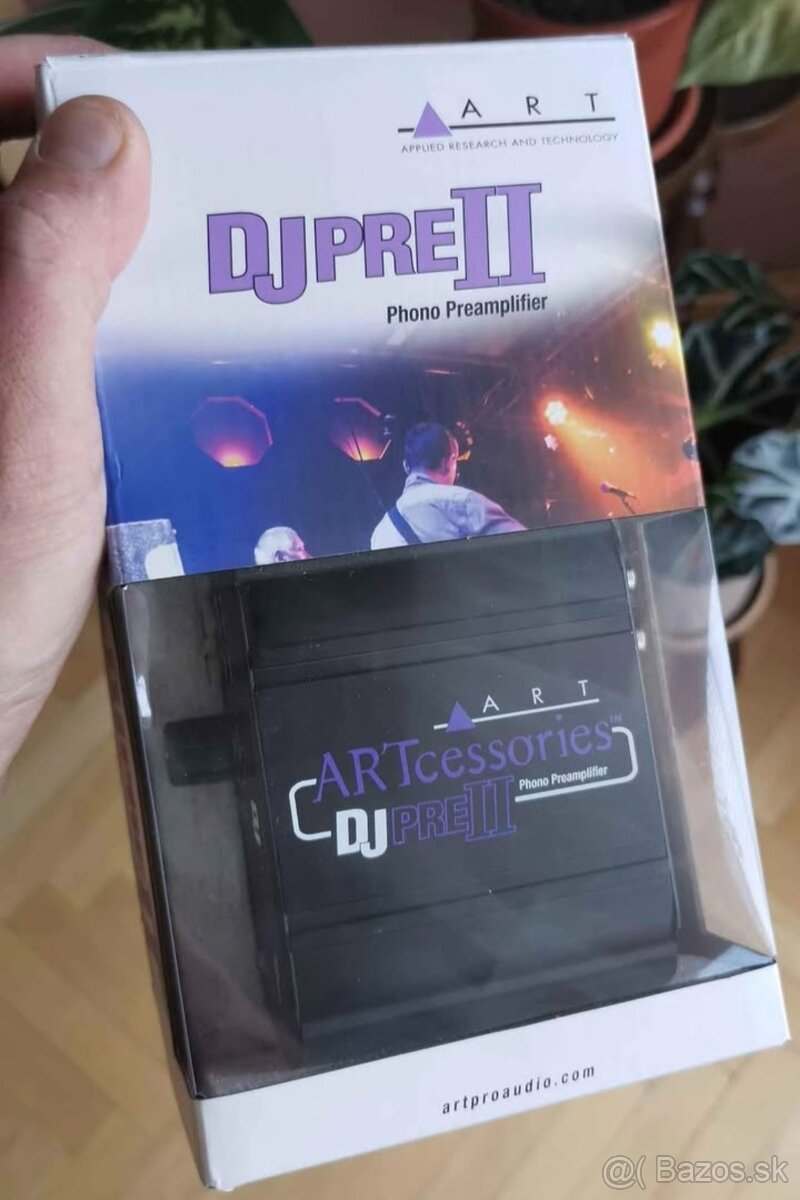 ART
APPLIED RESEARCH AND TECHNOLOGY
DJPREII
Phono Preamplifier
ART
ARTcessories™
DJPREII Phono Preamplifier
artproaudio.com
@( Bazos.sk